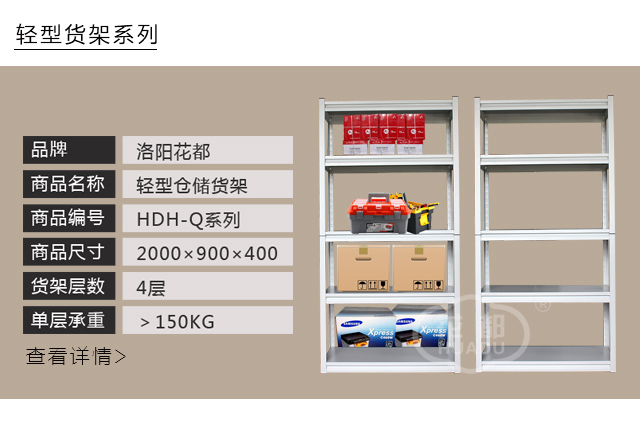 轻型货架系列
品牌 洛阳花都
商品名称 轻型仓储货架
商品编号 HDH-Q系列
商品尺寸 2000×900×400
货架层数 4层
单层承重 ＞150KG
查看详情>
SAMSUNG
Xpress
SAMSUNG
Xpress
花都
HUADU
®